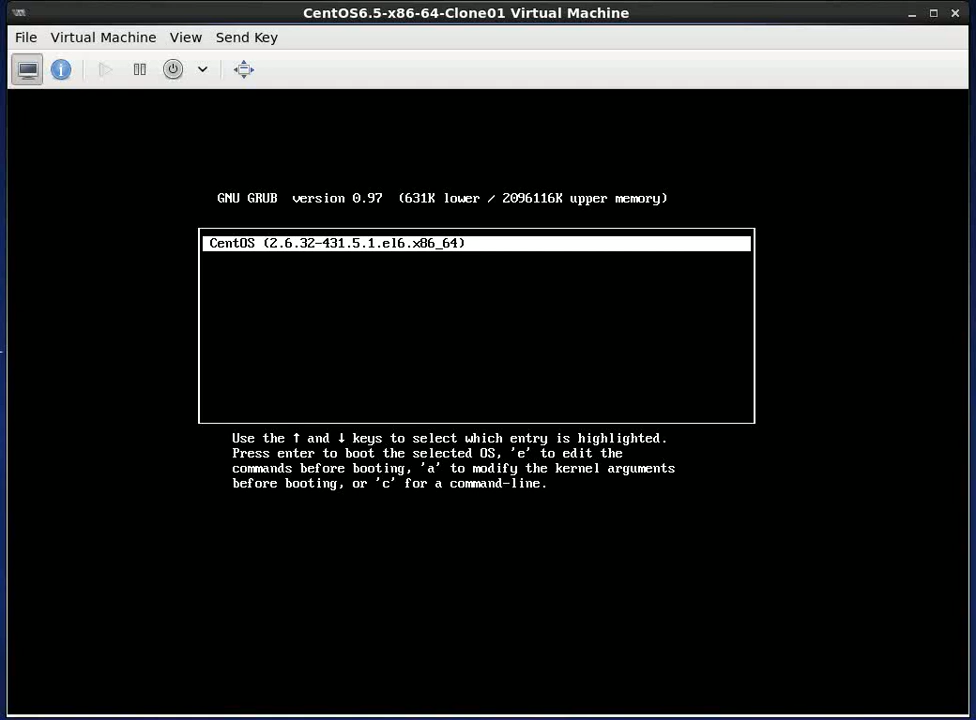 CentOS6.5-x86-64-Clone01 Virtual Machine
File Virtual Machine View Send Key
GNU GRUB version 0.97 (631K lower / 2096116K upper memory)
CentOS (2.6.32-431.5.1.el6.x86_64)
Use the ↑ and ↓ keys to select which entry is highlighted.
Press enter to boot the selected OS, 'e' to edit the
commands before booting, 'a' to modify the kernel arguments
before booting, or 'c' for a command-line.